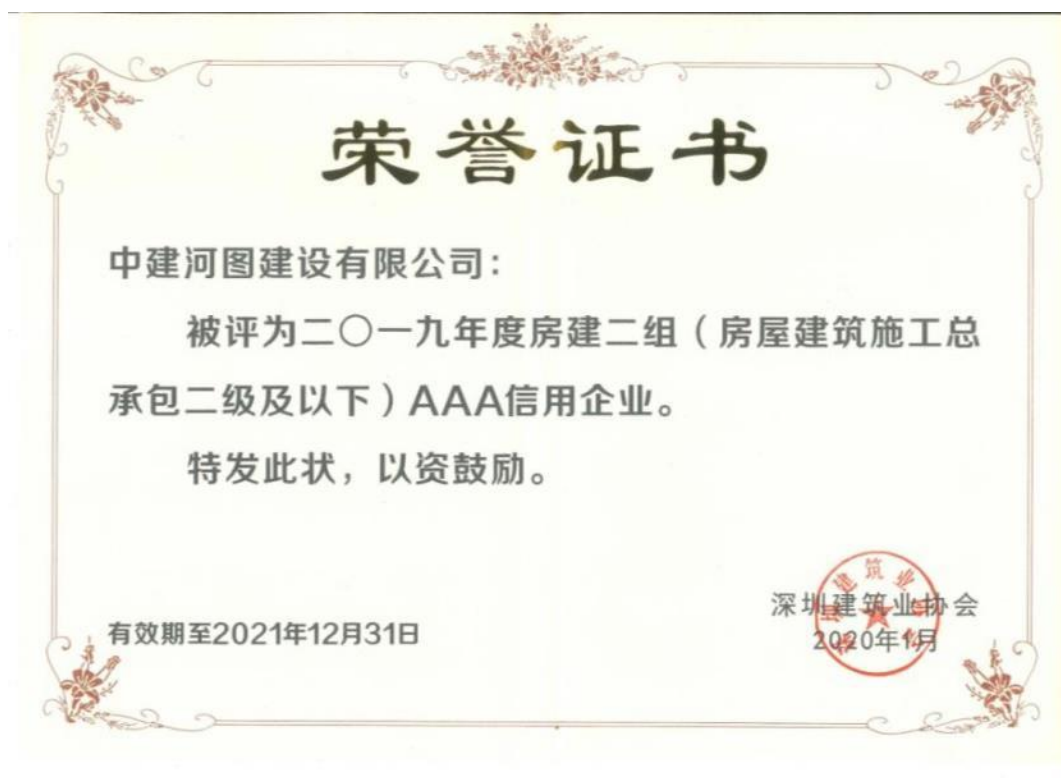 荣誉证书
中建河图建设有限公司：
被评为二〇一九年度房建二组（房屋建筑施工总
承包二级及以下）AAA信用企业。
特发此状，以资鼓励。
深圳建筑业协会
有效期至2021年12月31日
2020年1月